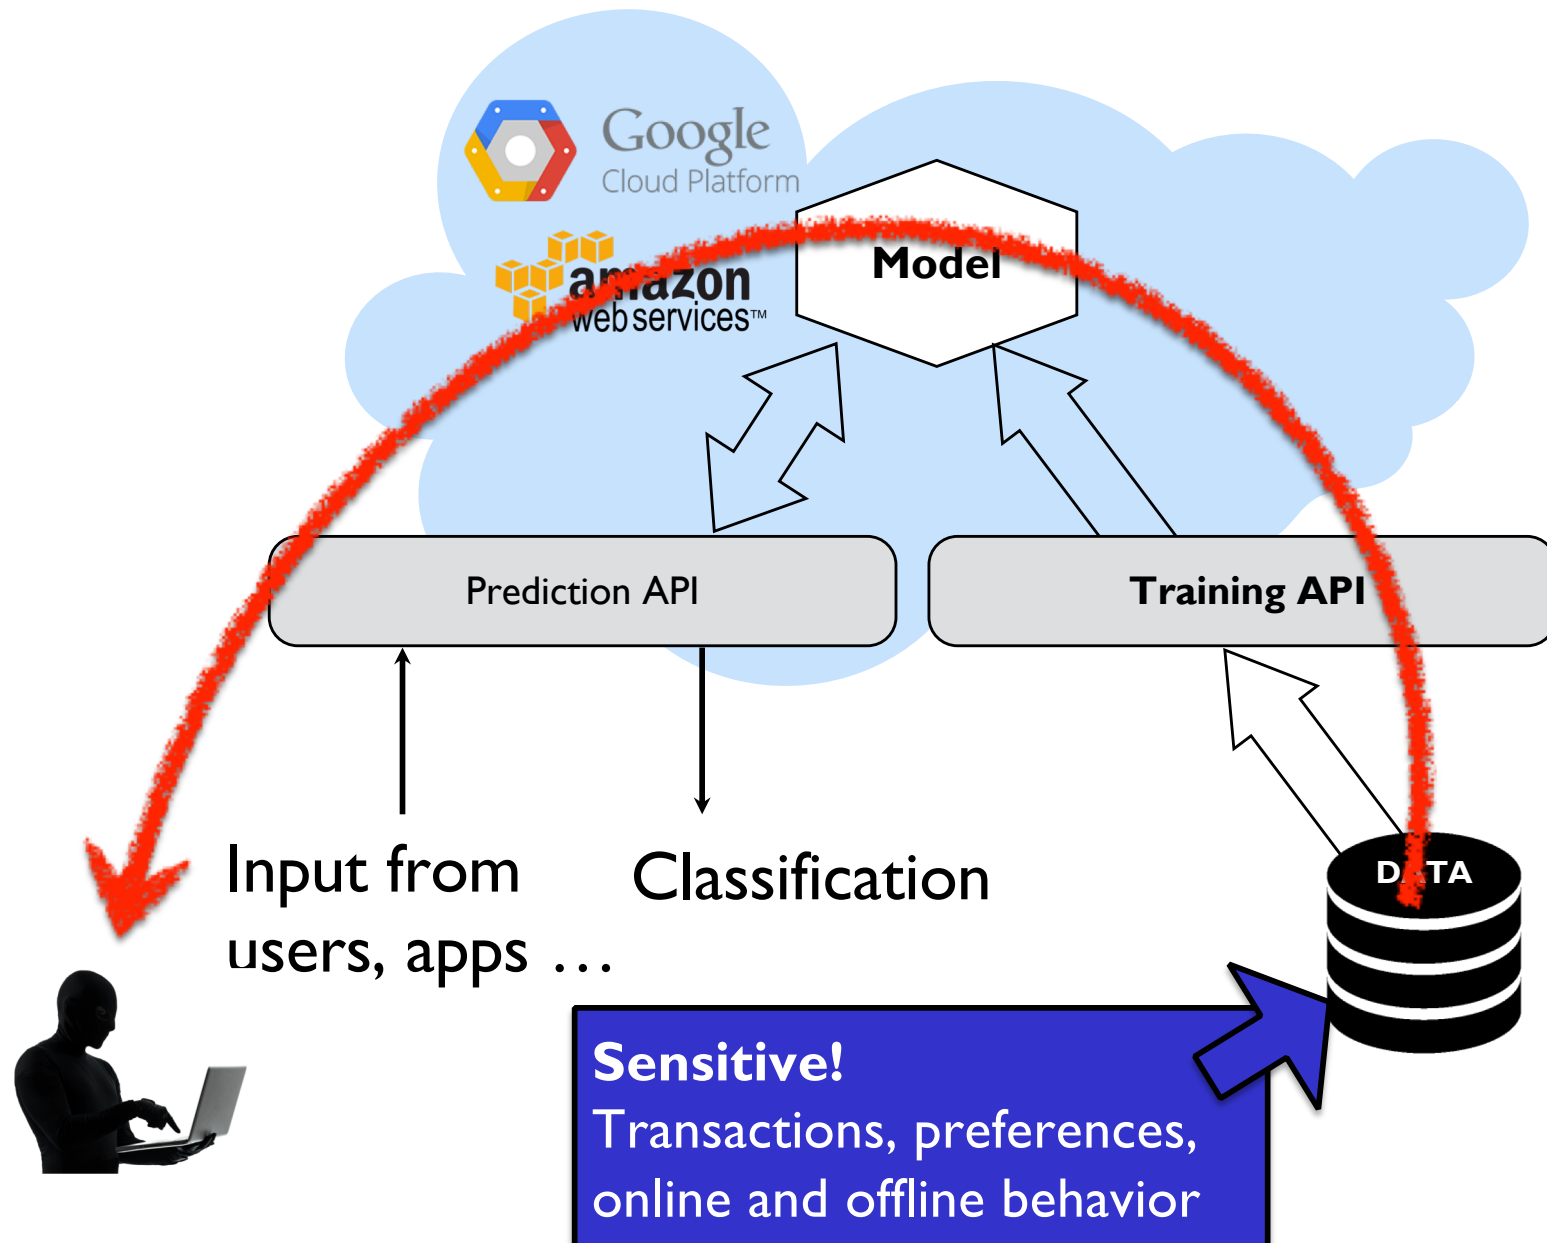 Google
Cloud Platform
amazon
web services™
Model
Prediction API
Training API
Input from
users, apps …
Classification
DATA
Sensitive!
Transactions, preferences,
online and offline behavior